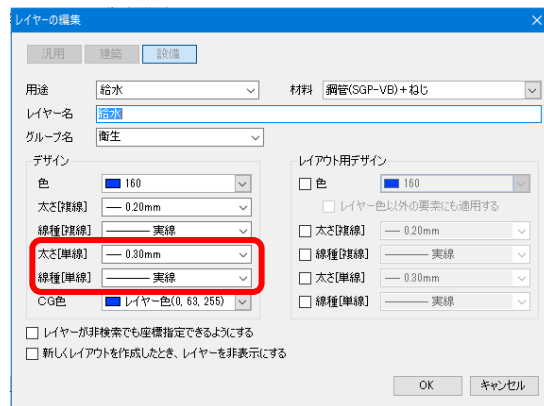 レイヤーの編集
汎用 建築 設備
用途 給水 材料 鋼管(SGP-VB)+ねじ
レイヤー名 給水
グループ名 衛生
デザイン レイアウト用デザイン
色 160 色 160
レイヤー色以外の要素にも適用する
太さ[複線] 0.20mm 太さ[複線] 0.20mm
線種[複線] 実線 線種[複線] 実線
太さ[単線] 0.30mm 太さ[単線] 0.30mm
線種[単線] 実線 線種[単線] 実線
CG色 レイヤー色(0, 63, 255)
レイヤーが非検索でも座標指定できるようにする
新しくレイアウトを作成したとき、レイヤーを非表示にする
OK キャンセル